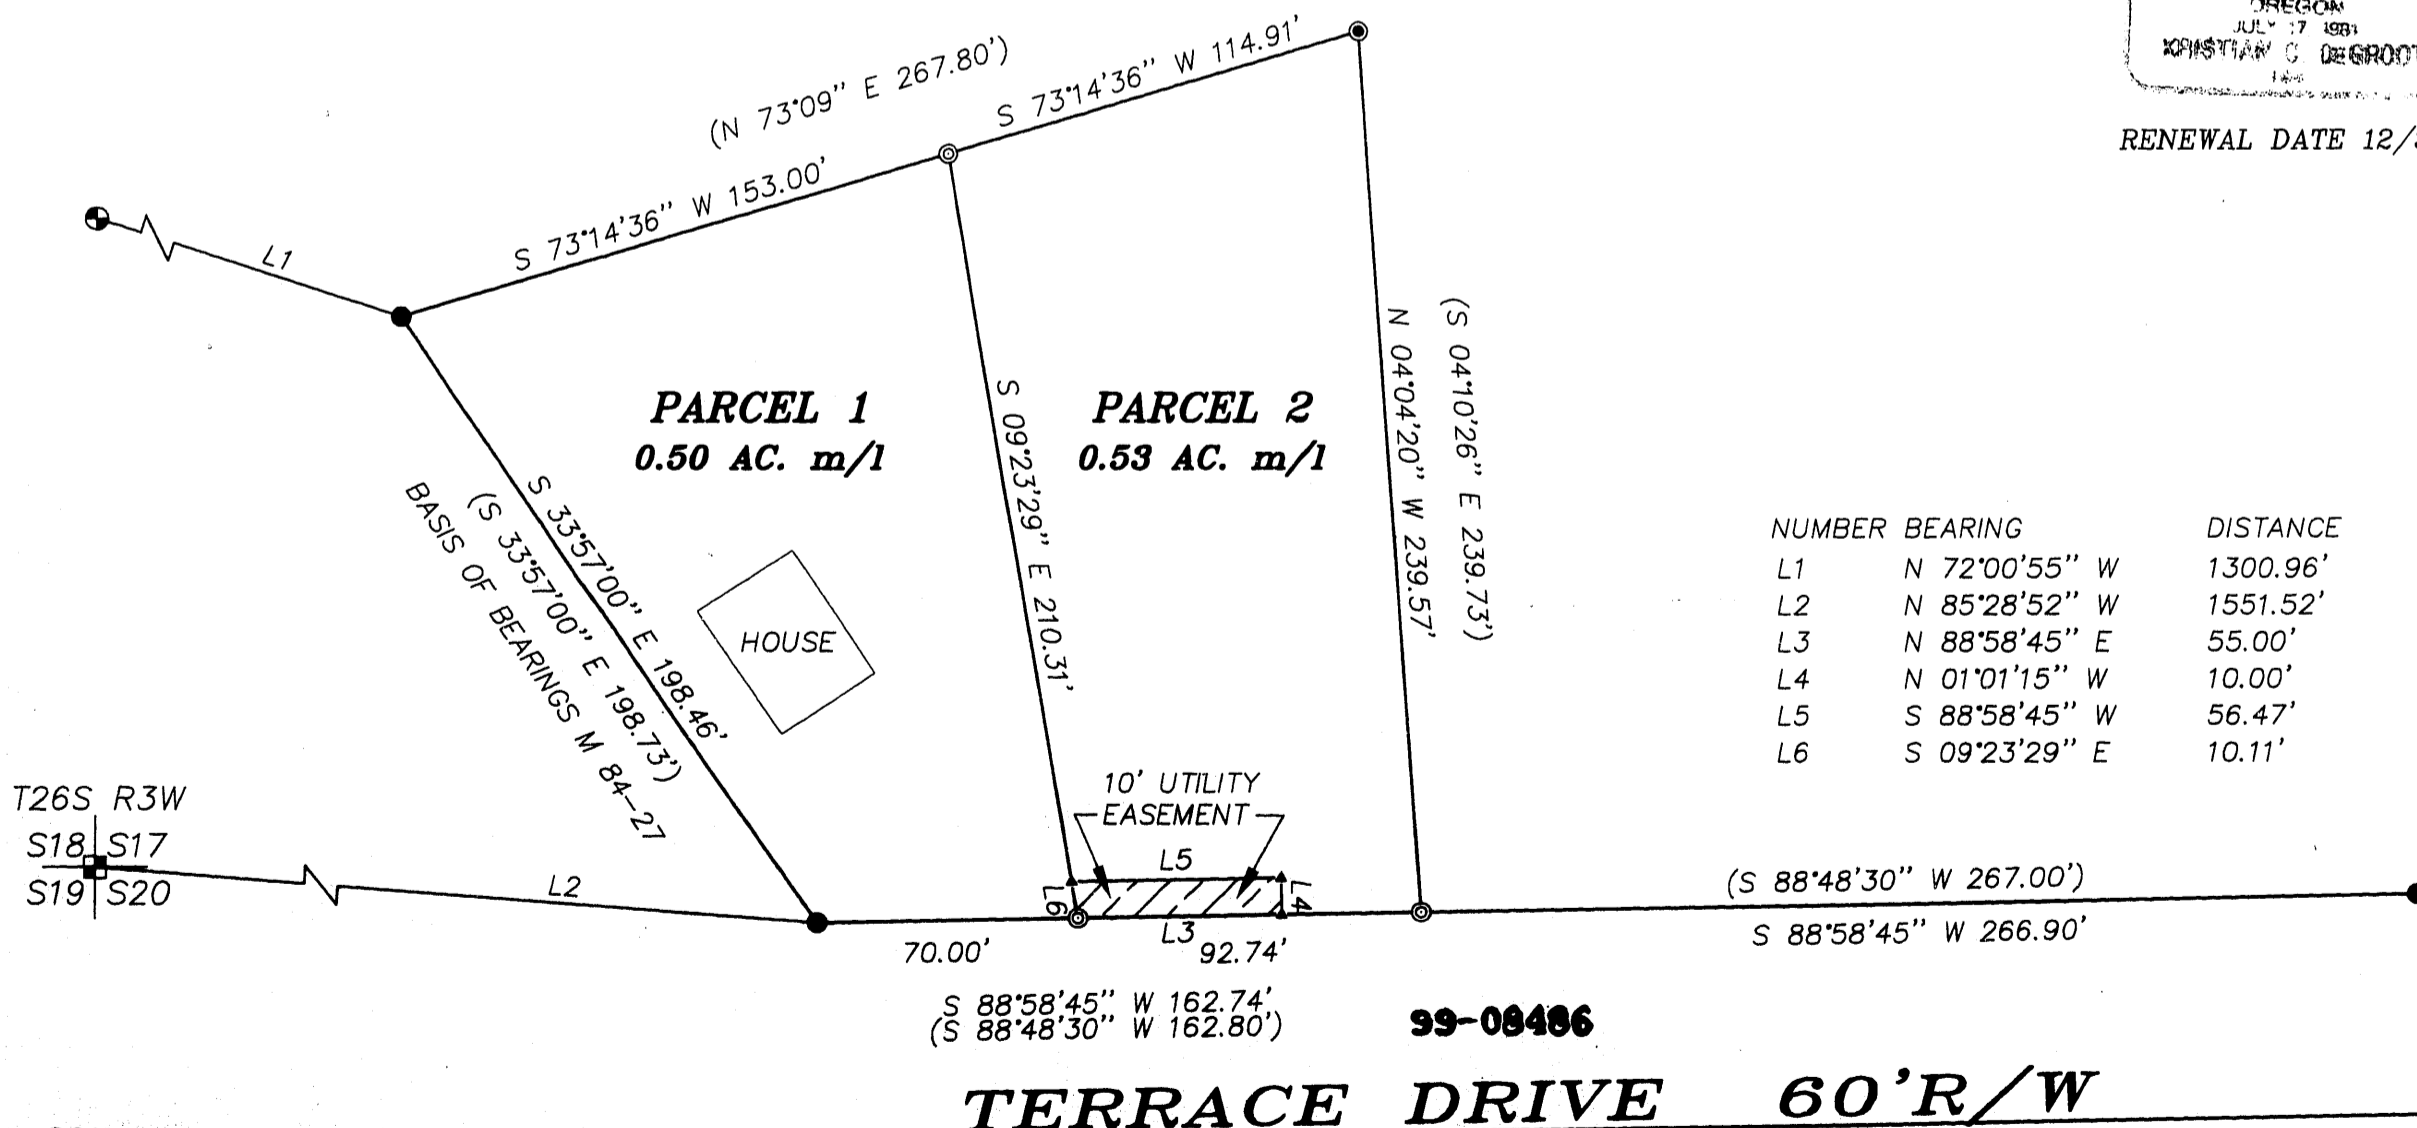 OREGON
JULY 17 1981
KRISTIAN C. DeGROOT
RENEWAL DATE 12/
(N 73°09" E 267.80')
S 73°14'36" W 114.91'
S 73°14'36" W 153.00'
L1
PARCEL 1
0.50 AC. m/l
PARCEL 2
0.53 AC. m/l
S 09°23'29" E 210.31'
N 04°04'20" W 239.57'
(S 04°10'26" E 239.73')
S 33°57'00" E 198.46'
(S 33°57'00" E 198.73')
BASIS OF BEARINGS M 84-27
HOUSE
NUMBER BEARING DISTANCE
L1 N 72°00'55" W 1300.96'
L2 N 85°28'52" W 1551.52'
L3 N 88°58'45" E 55.00'
L4 N 01°01'15" W 10.00'
L5 S 88°58'45" W 56.47'
L6 S 09°23'29" E 10.11'
10' UTILITY
EASEMENT
T26S R3W
S18 S17
S19 S20
L2
L5
L6
L4
L3
70.00'
92.74'
(S 88°48'30" W 267.00')
S 88°58'45" W 266.90'
S 88°58'45" W 162.74'
(S 88°48'30" W 162.80')
99-08486
TERRACE DRIVE 60'R/W